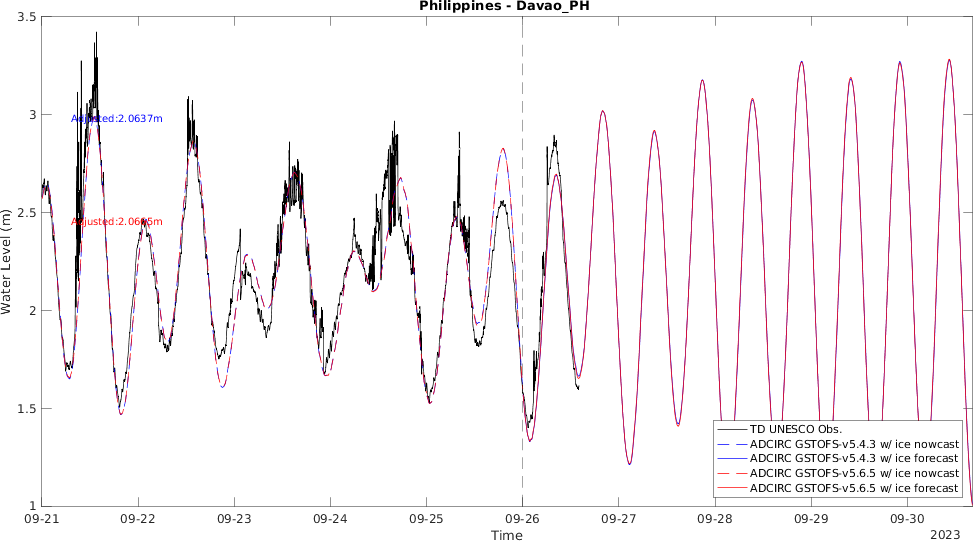 Philippines - Davao_PH
3.5
3
2.5
2
1.5
1
Water Level (m)
Adjusted:2.0637m
TD UNESCO Obs.
ADCIRC GSTOFS-v5.4.3 w/ ice nowcast
ADCIRC GSTOFS-v5.4.3 w/ ice forecast
ADCIRC GSTOFS-v5.6.5 w/ ice nowcast
ADCIRC GSTOFS-v5.6.5 w/ ice forecast
09-21 09-22 09-23 09-24 09-25 09-26 09-27 09-28 09-29 09-30
Time
2023